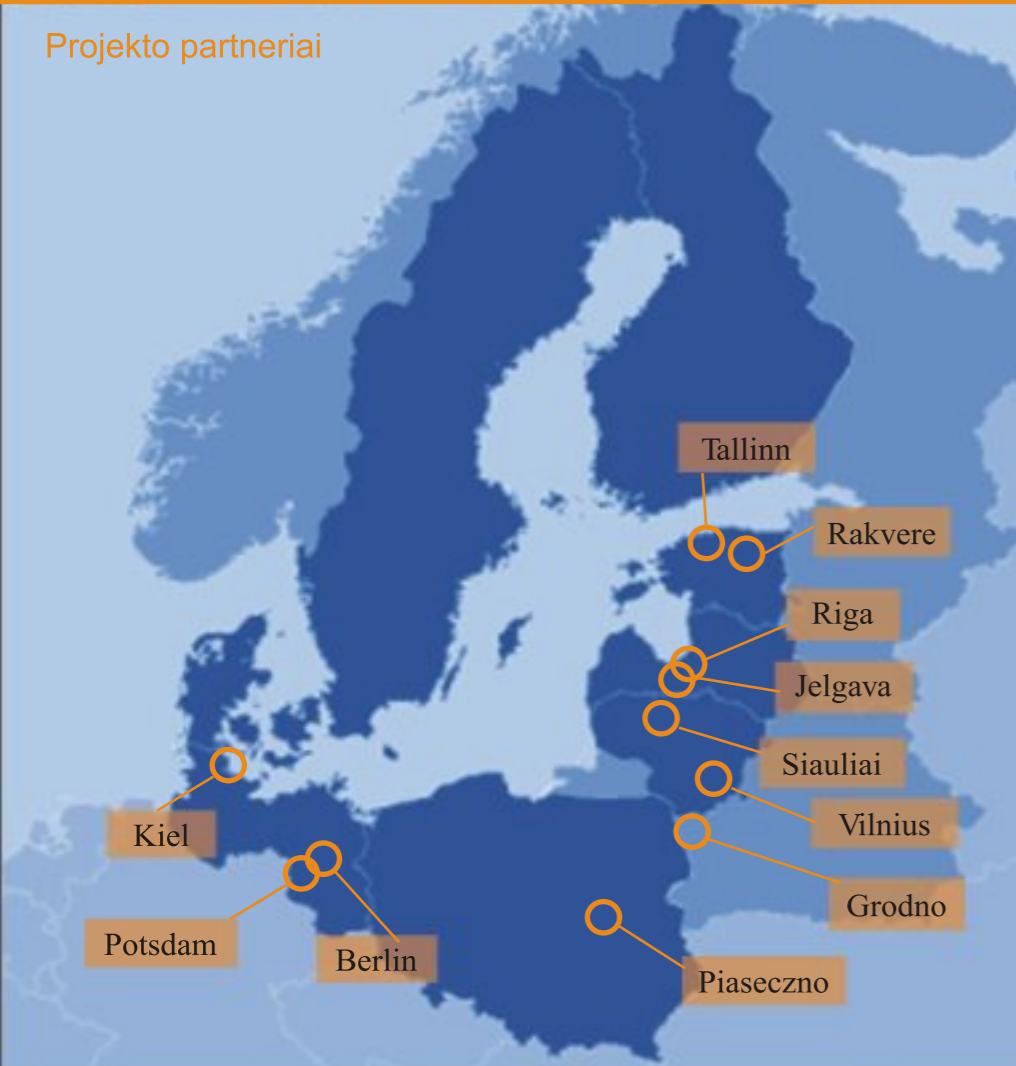 Projekto partneriai
Tallinn
Rakvere
Riga
Jelgava
Siauliai
Vilnius
Kiel
Grodno
Potsdam
Berlin
Piaseczno